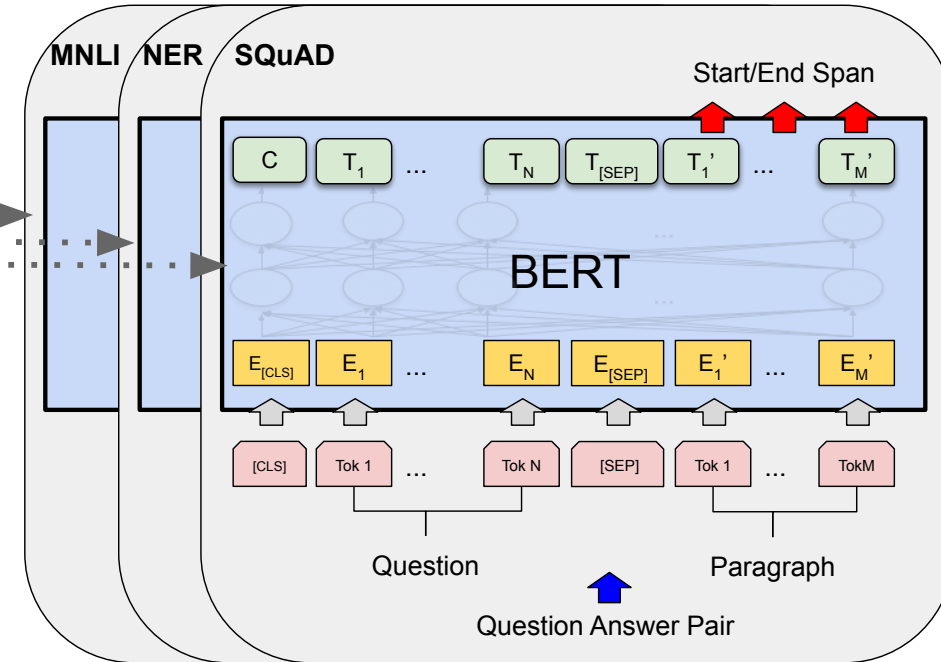 MNLI NER SQuAD
Start/End Span
C T1 ... TN T[SEP] T1’ ... TM’
...
BERT
...
E[CLS] E1 ... EN E[SEP] E1’ ... EM’
[CLS] Tok 1 ... Tok N [SEP] Tok 1 ... TokM
Question Paragraph
Question Answer Pair